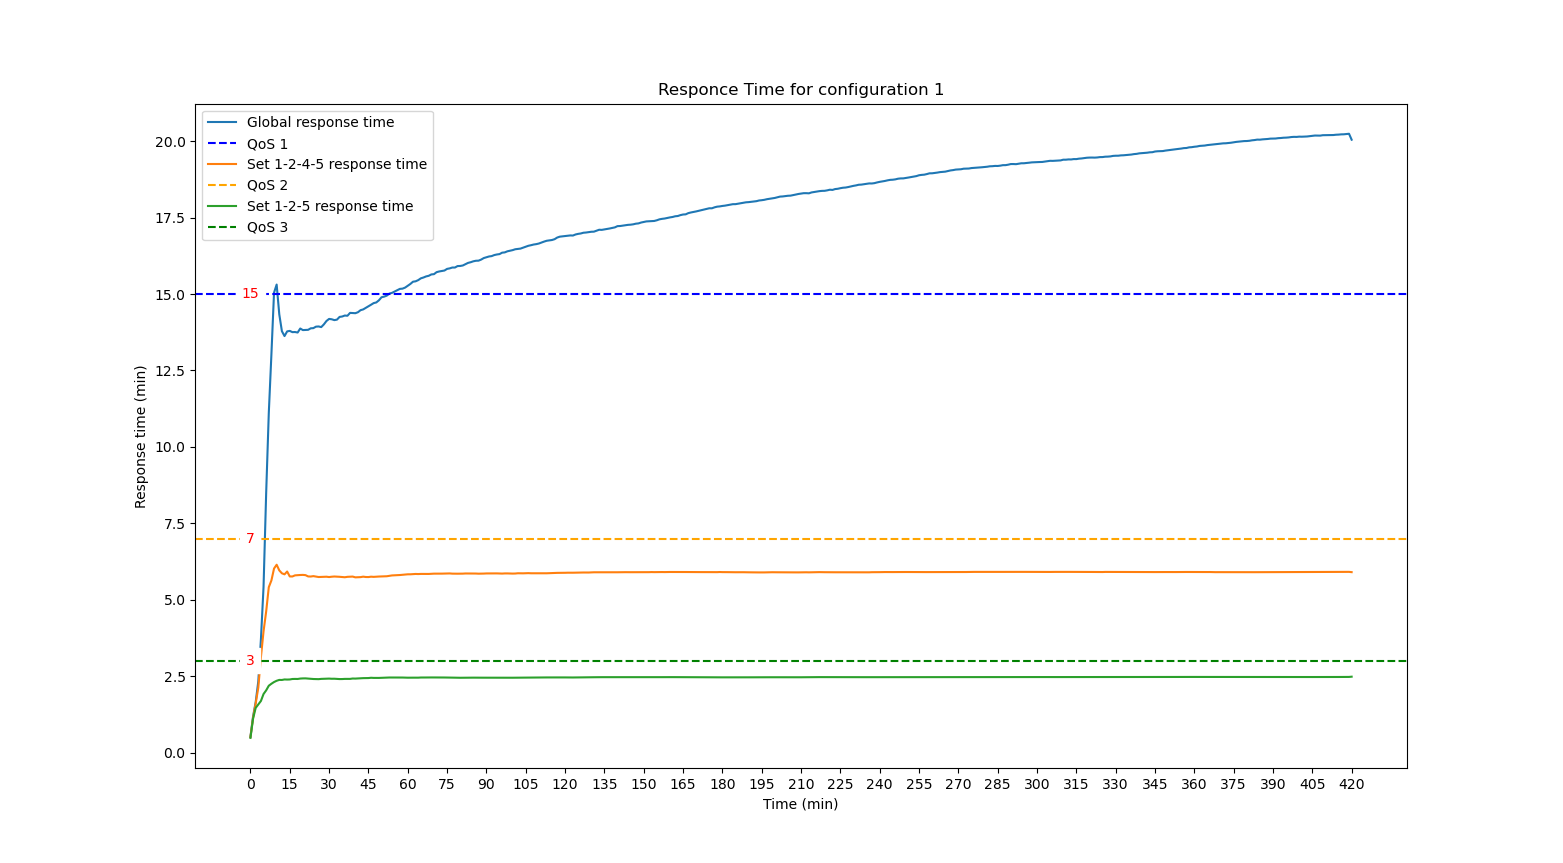 Responce Time for configuration 1
Global response time
QoS 1
Set 1-2-4-5 response time
QoS 2
Set 1-2-5 response time
QoS 3
20.0
17.5
15.0
12.5
10.0
7.5
5.0
2.5
0.0
15
7
3
Response time (min)
0 15 30 45 60 75 90 105 120 135 150 165 180 195 210 225 240 255 270 285 300 315 330 345 360 375 390 405 420
Time (min)